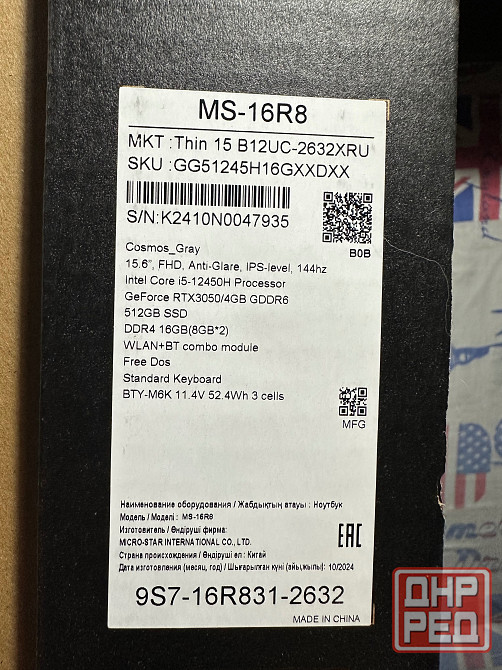 MS-16R8
MKT :Thin 15 B12UC-2632XRU
SKU :GG51245H16GXXDXX
S/N:K2410N0047935
B0B
Cosmos_Gray
15.6”, FHD, Anti-Glare, IPS-level, 144hz
Intel Core i5-12450H Processor
GeForce RTX3050/4GB GDDR6
512GB SSD
DDR4 16GB(8GB*2)
WLAN+BT combo module
Free Dos
Standard Keyboard
BTY-M6K 11.4V 52.4Wh 3 cells
MFG
Наименование оборудования / Жабдықтың атауы : Ноутбук
Модель / Моделі : MS-16R8
Изготовитель / Өндіруші фирма:
MICRO-STAR INTERNATIONAL CO., LTD.
Страна происхождения / Өндіруші ел : Китай
Дата изготовления (месяц, год) / Шығарылған күні (айы,жылы): 10/2024
EAC
9S7-16R831-2632
MADE IN CHINA
ДНР
РЕД